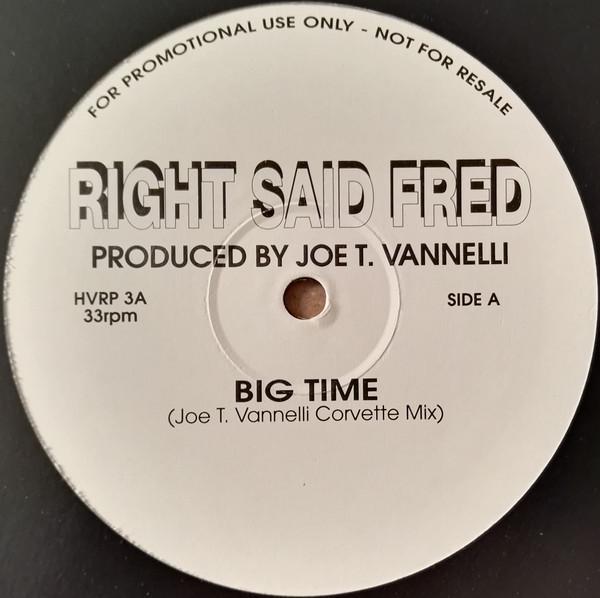 FOR PROMOTIONAL USE ONLY - NOT FOR RESALE
RIGHT SAID FRED
PRODUCED BY JOE T. VANNELLI
HVRP 3A
33rpm
SIDE A
BIG TIME
(Joe T. Vannelli Corvette Mix)